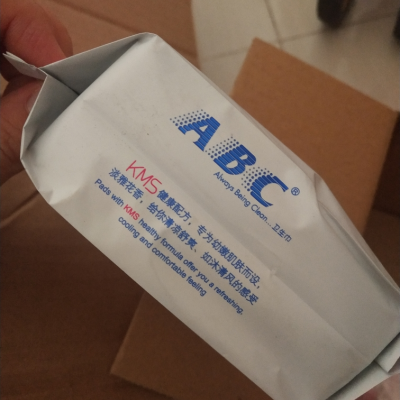 ABC®
Always Being Clean...卫生巾
KMS健康配方，专为幼嫩肌肤而设，
淡雅花香，给你清凉舒爽、如沐清风的感受
Pads with KMS healthy formula offer you a refreshing,
cooling and comfortable feeling